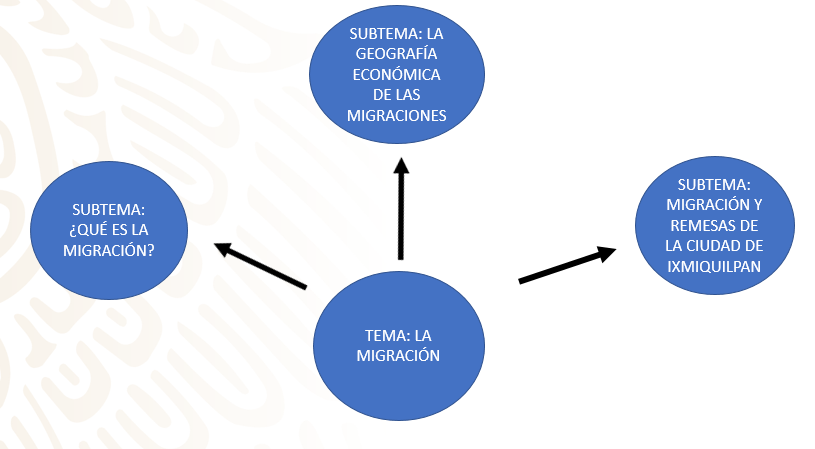 SUBTEMA: LA
GEOGRAFÍA
ECONÓMICA
DE LAS
MIGRACIONES
SUBTEMA:
¿QUÉ ES LA
MIGRACIÓN?
SUBTEMA:
MIGRACIÓN Y
REMESAS DE
LA CIUDAD DE
IXMIQUILPAN
TEMA: LA
MIGRACIÓN